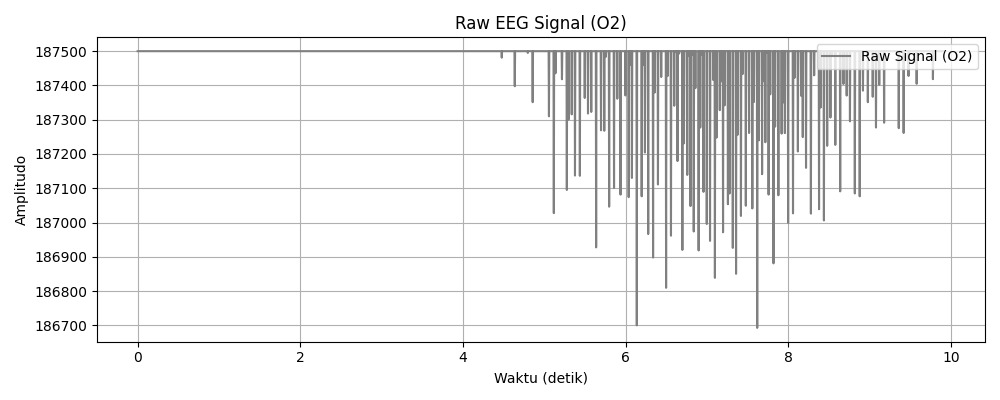 Raw EEG Signal (O2)
Raw Signal (O2)
Amplitudo
187500
187400
187300
187200
187100
187000
186900
186800
186700
0 2 4 6 8 10
Waktu (detik)